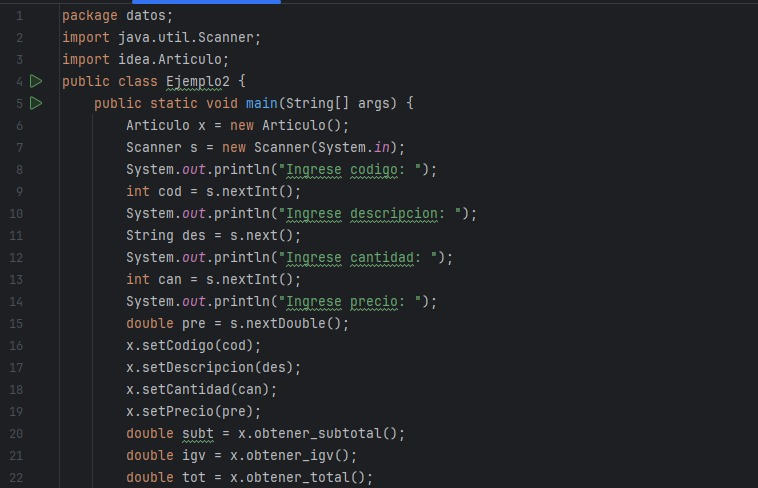 1 package datos;
2 import java.util.Scanner;
3 import idea.Articulo;
4 public class Ejemplo2 {
5 public static void main(String[] args) {
6 Articulo x = new Articulo();
7 Scanner s = new Scanner(System.in);
8 System.out.println("Ingrese codigo: ");
9 int cod = s.nextInt();
10 System.out.println("Ingrese descripcion: ");
11 String des = s.next();
12 System.out.println("Ingrese cantidad: ");
13 int can = s.nextInt();
14 System.out.println("Ingrese precio: ");
15 double pre = s.nextDouble();
16 x.setCodigo(cod);
17 x.setDescripcion(des);
18 x.setCantidad(can);
19 x.setPrecio(pre);
20 double subt = x.obtener_subtotal();
21 double igv = x.obtener_igv();
22 double tot = x.obtener_total();